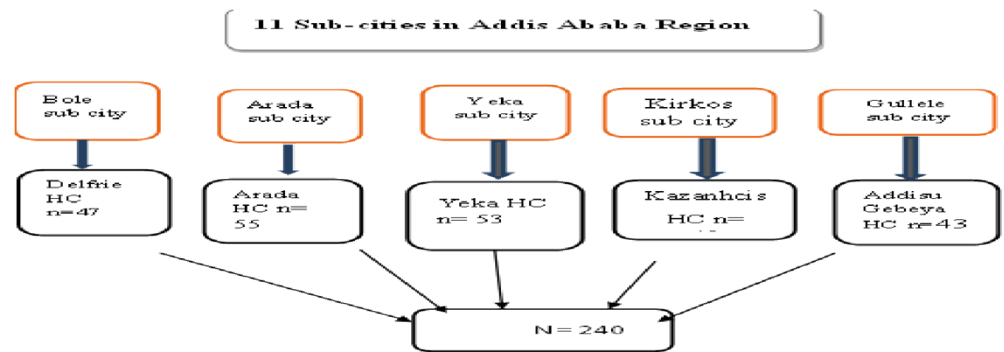 11 Sub-cities in Addis Ababa Region
Bole
sub city
Arada
sub city
Yeka
sub city
Kirkos
sub city
Gullele
sub city
Delfrie
HC
n=47
Arada
HC n=
55
Yeka HC
n= 53
Kazanhcis
HC n=
Addisu
Gebeya
HC n=43
N= 240